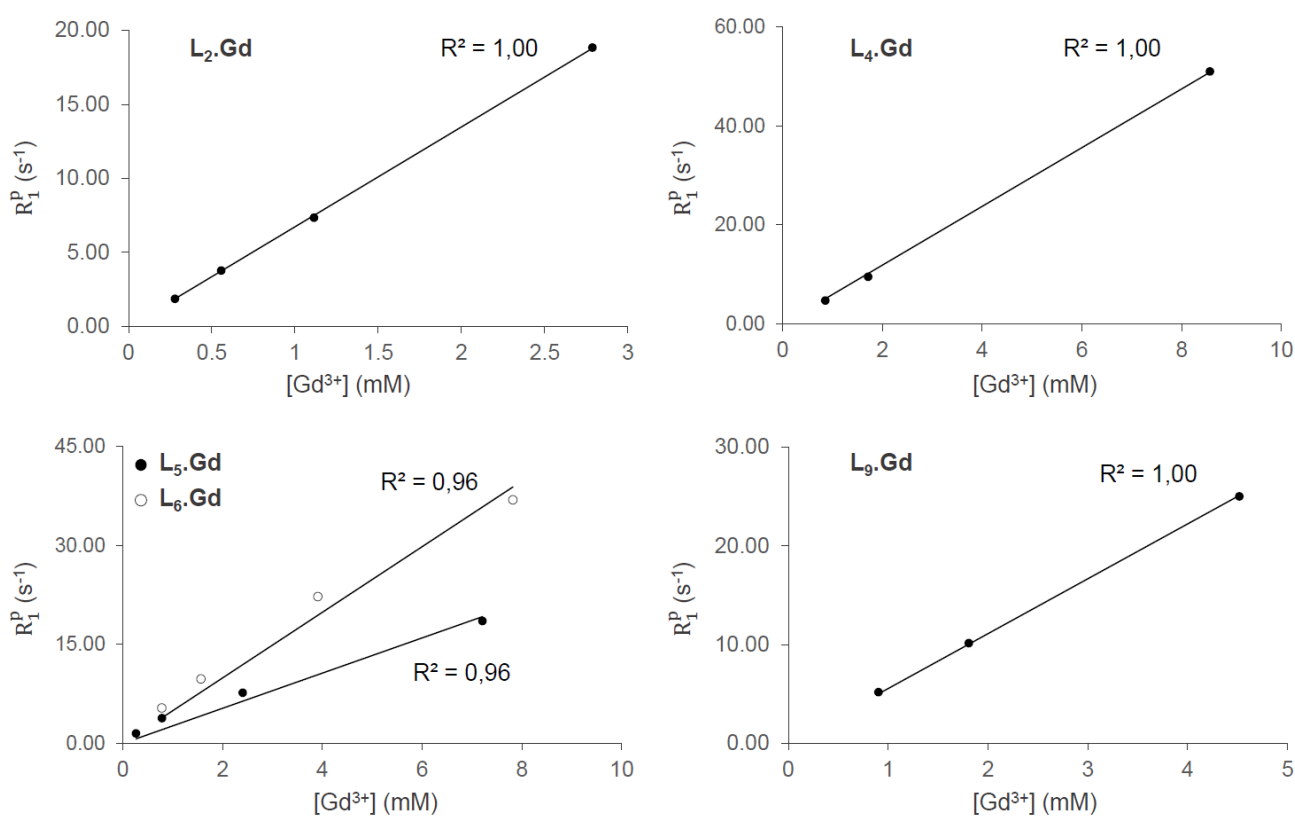 L₂.Gd
R² = 1,00
20.00
15.00
10.00
5.00
0.00
R₁ᵖ (s⁻¹)
0 0.5 1 1.5 2 2.5 3
[Gd³⁺] (mM)
L₄.Gd
R² = 1,00
60.00
40.00
20.00
0.00
R₁ᵖ (s⁻¹)
0 2 4 6 8 10
[Gd³⁺] (mM)
L₅.Gd
L₆.Gd
R² = 0,96
R² = 0,96
45.00
30.00
15.00
0.00
R₁ᵖ (s⁻¹)
0 2 4 6 8 10
[Gd³⁺] (mM)
L₉.Gd
R² = 1,00
30.00
20.00
10.00
0.00
R₁ᵖ (s⁻¹)
0 1 2 3 4 5
[Gd³⁺] (mM)